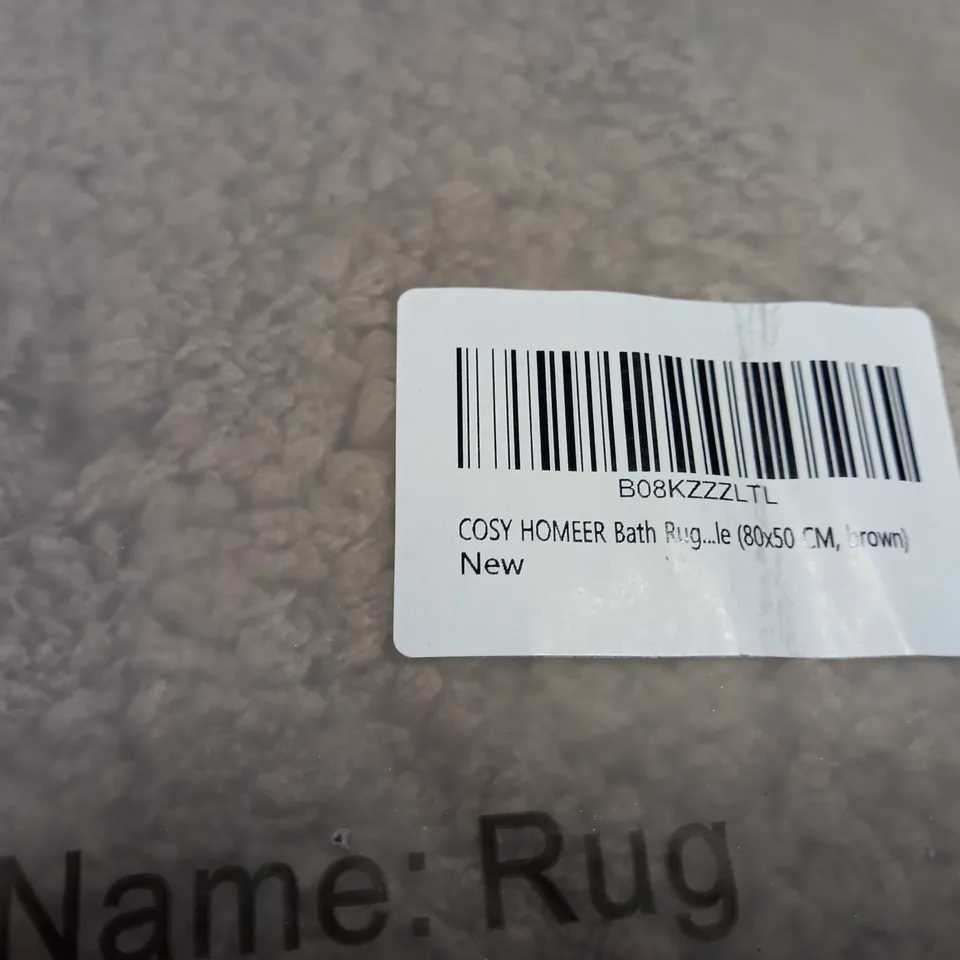 B08KZZZLTL
COSY HOMEER Bath Rug...le (80x50 CM, brown)
New
Name: Rug